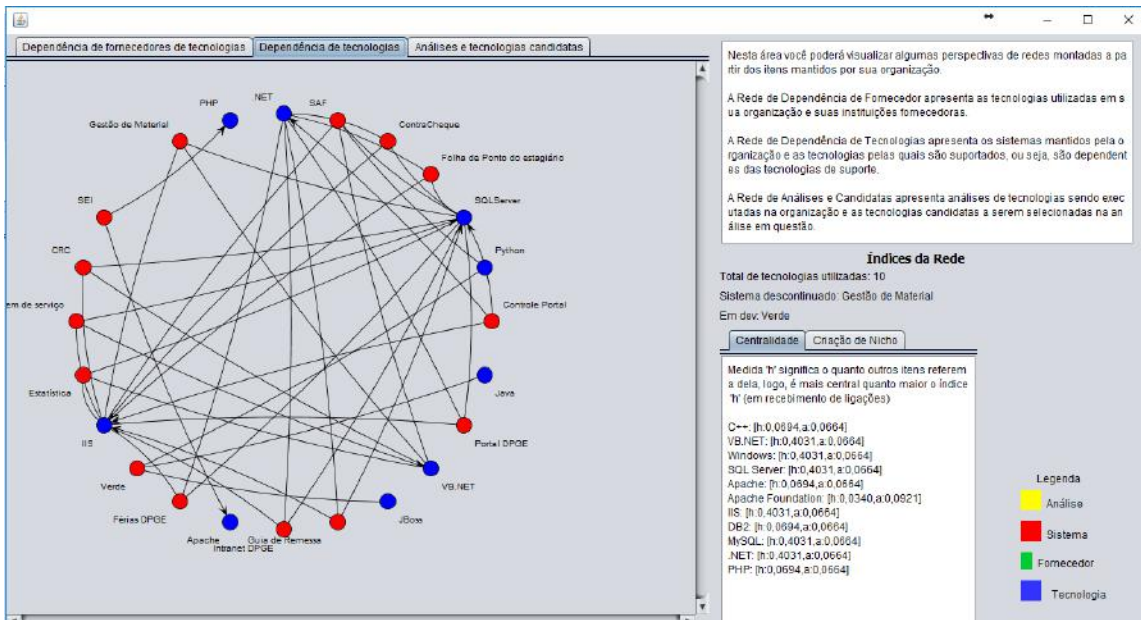 Dependência de fornecedores de tecnologias
Dependência de tecnologias
Análises e tecnologias candidatas
Nesta área você poderá visualizar algumas perspectivas de redes montadas a pa
rtir dos itens mantidos por sua organização.
A Rede de Dependência de Fornecedor apresenta as tecnologias utilizadas em s
ua organização e suas instituições fornecedoras.
A Rede de Dependência de Tecnologias apresenta os sistemas mantidos pela o
rganização e as tecnologias pelas quais são suportados, ou seja, são dependent
es das tecnologias de suporte.
A Rede de Análises e Candidatas apresenta análises de tecnologias sendo exec
utadas na organização e as tecnologias candidatas a serem selecionadas na an
álise em questão.
PHP
.NET
SAF
Gestão de Material
ContraCheque
Folha de Ponto do estagiário
SEI
SQLServer
CRC
Python
em de serviço
Controle Portal
Estatística
Java
IIS
Portal DPGE
Verde
VB.NET
Férias DPGE
JBoss
Apache
Guia de Remessa
Intranet DPGE
Índices da Rede
Total de tecnologias utilizadas: 10
Sistema descontinuado: Gestão de Material
Em dev: Verde
Centralidade
Criação de Nicho
Medida 'h' significa o quanto outros itens referem
a dela, logo, é mais central quanto maior o índice
'h' (em recebimento de ligações)
C++: [h:0,0694,a:0,0664]
VB.NET: [h:0,4031,a:0,0664]
Windows: [h:0,4031,a:0,0664]
SQL Server: [h:0,4031,a:0,0664]
Apache: [h:0,0694,a:0,0664]
Apache Foundation: [h:0,0340,a:0,0921]
IIS: [h:0,4031,a:0,0664]
DB2: [h:0,0694,a:0,0664]
MySQL: [h:0,4031,a:0,0664]
.NET: [h:0,4031,a:0,0664]
PHP: [h:0,0694,a:0,0664]
Legenda
Análise
Sistema
Fornecedor
Tecnologia